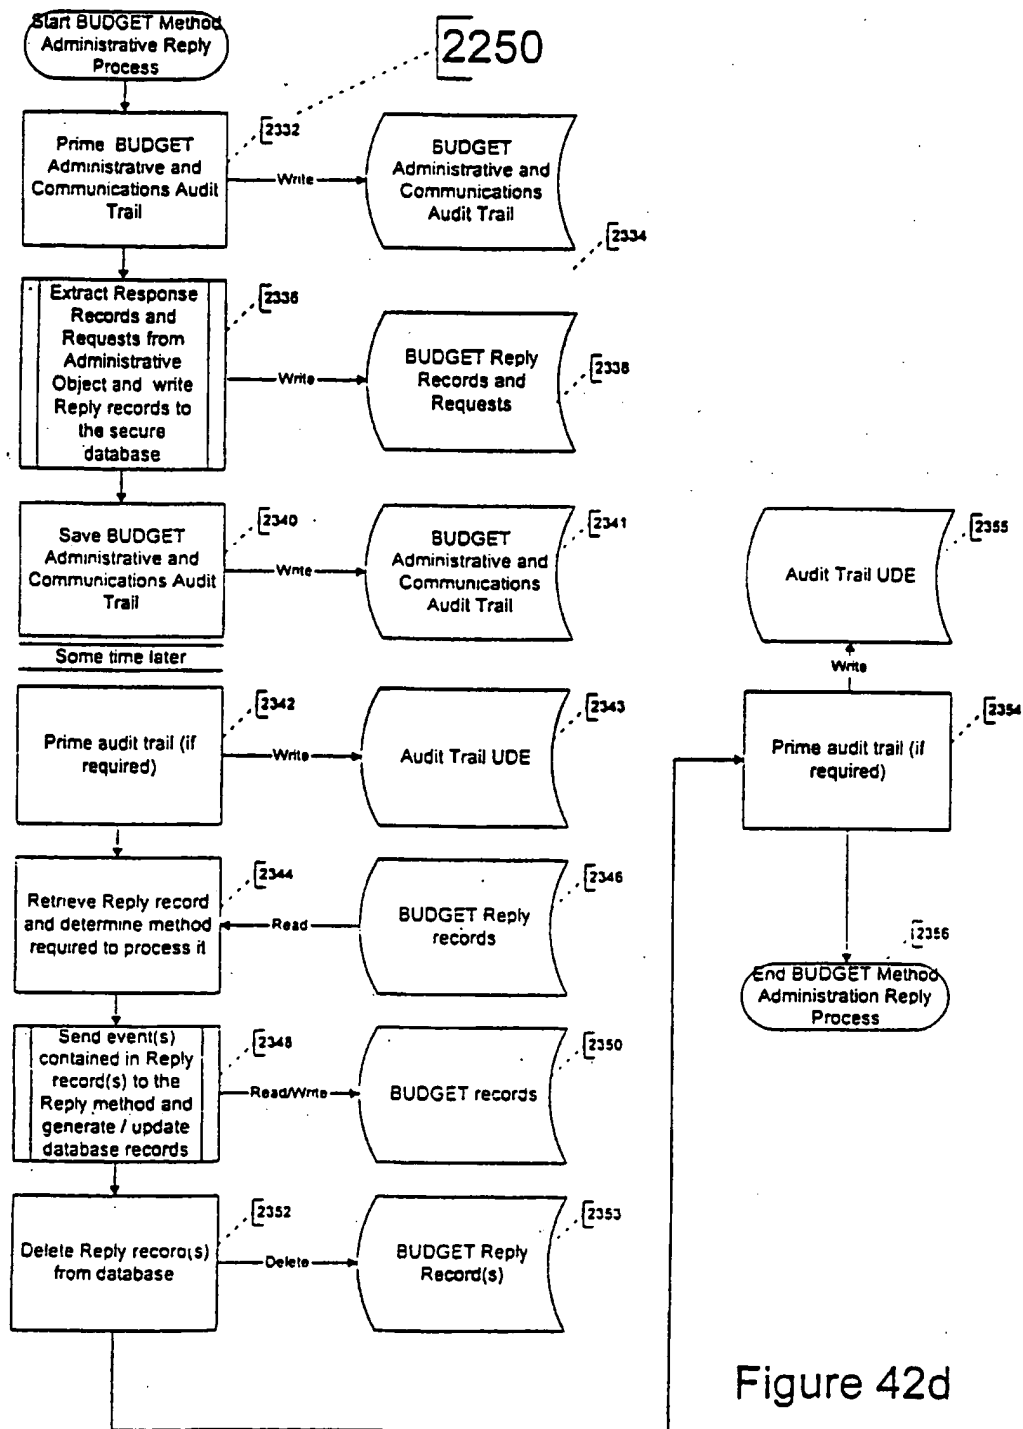 Start BUDGET Method
Administrative Reply
Process
2250
2332
Prime BUDGET
Administrative and
Communications Audit
Trail
Write
BUDGET
Administrative and
Communications
Audit Trail
2334
2336
Extract Response
Records and
Requests from
Administrative
Object and write
Reply records to
the secure
database
Write
BUDGET Reply
Records and
Requests
2338
2340
Save BUDGET
Administrative and
Communications Audit
Trail
Write
BUDGET
Administrative and
Communications
Audit Trail
2341
Some time later
2342
Prime audit trail (if
required)
Write
Audit Trail UDE
2343
2344
Retrieve Reply record
and determine method
required to process it
Read
BUDGET Reply
records
2346
2348
Send event(s)
contained in Reply
record(s) to the
Reply method and
generate / update
database records
Read/Write
BUDGET records
2350
2352
Delete Reply record(s)
from database
Delete
BUDGET Reply
Record(s)
2353
2355
Audit Trail UDE
Write
2354
Prime audit trail (if
required)
2356
End BUDGET Method
Administration Reply
Process
Figure 42d